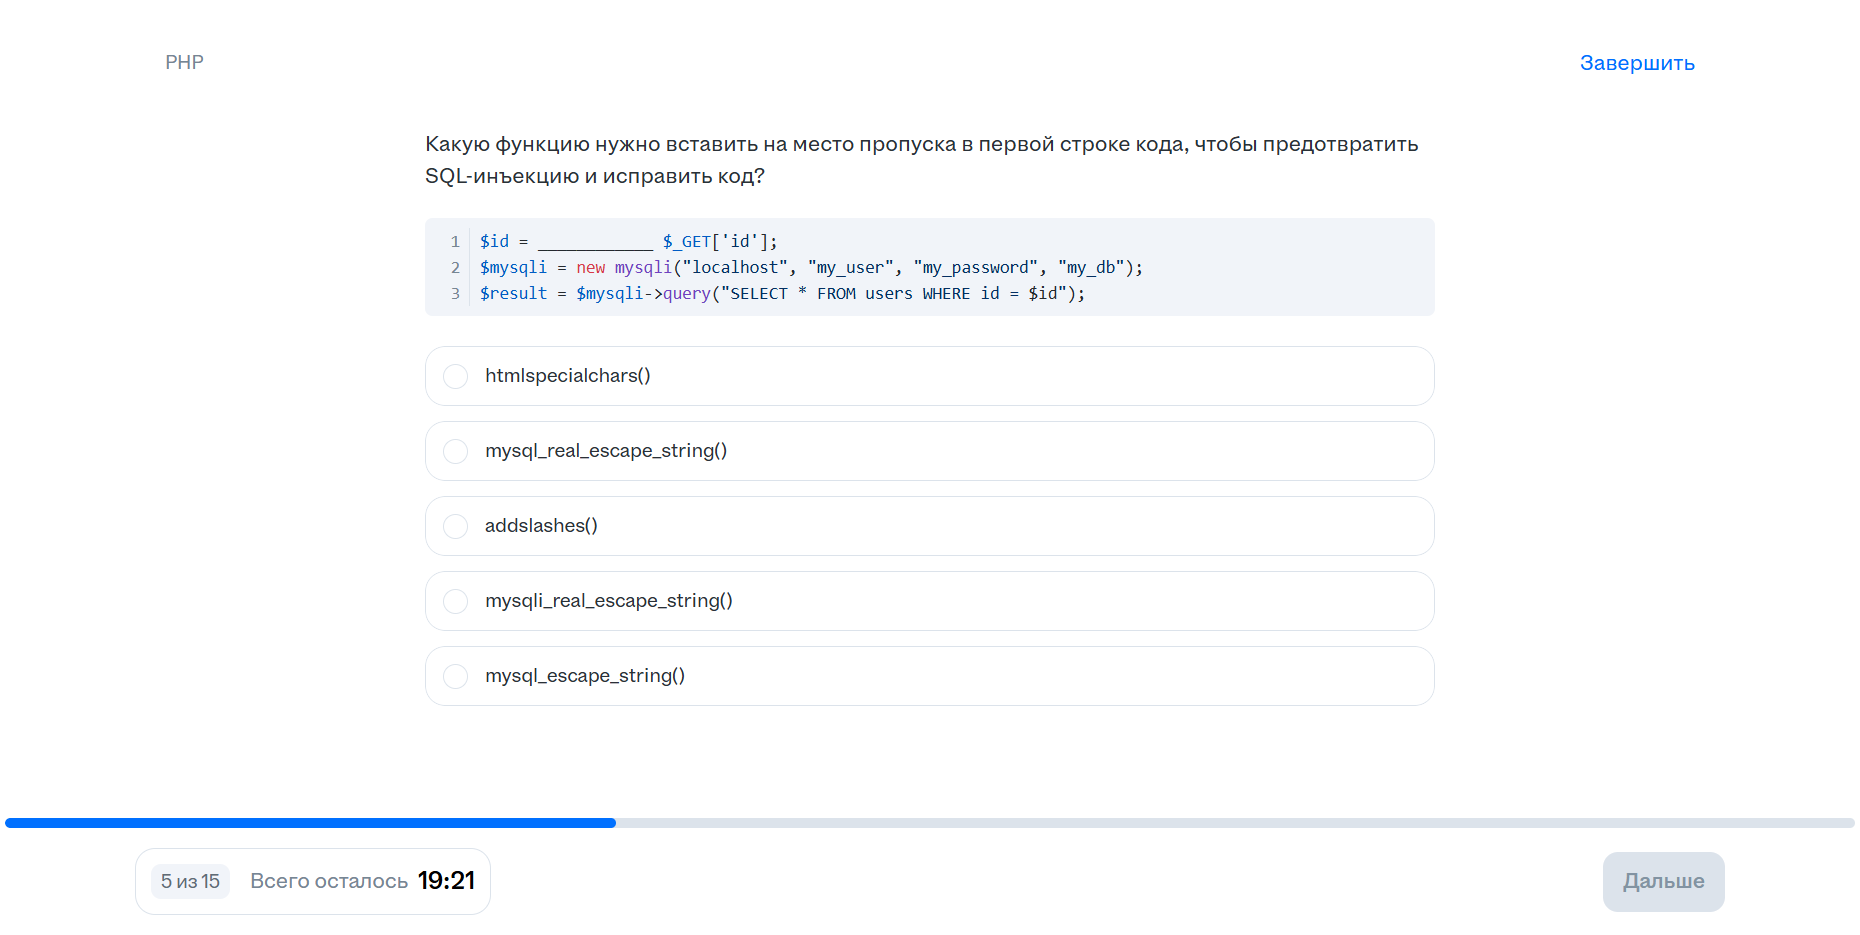 PHP
Завершить
Какую функцию нужно вставить на место пропуска в первой строке кода, чтобы предотвратить
SQL-инъекцию и исправить код?
1 $id = ____________ $_GET['id'];
2 $mysqli = new mysqli("localhost", "my_user", "my_password", "my_db");
3 $result = $mysqli->query("SELECT * FROM users WHERE id = $id");
htmlspecialchars()
mysql_real_escape_string()
addslashes()
mysqli_real_escape_string()
mysql_escape_string()
5 из 15 Всего осталось 19:21
Дальше